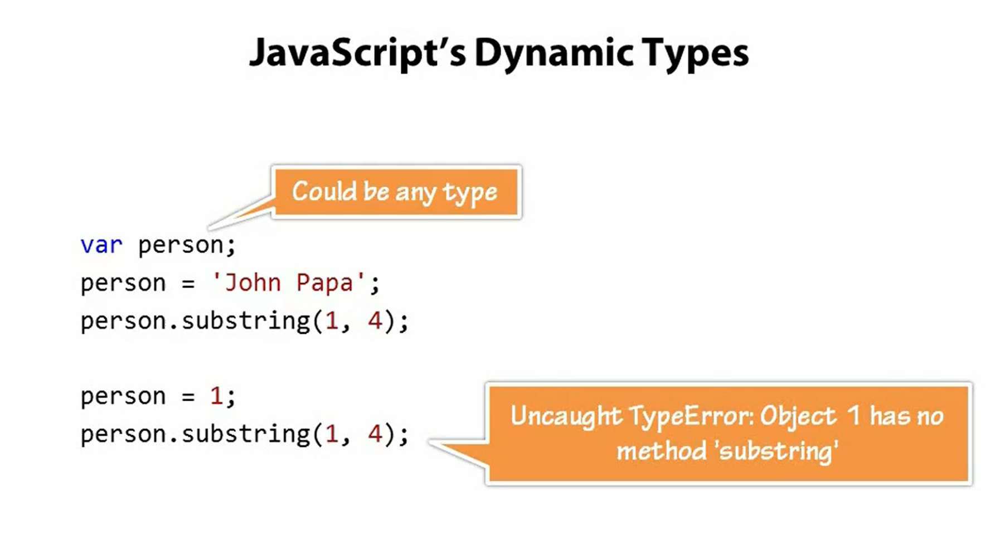 JavaScript’s Dynamic Types
Could be any type
var person;
person = 'John Papa';
person.substring(1, 4);
person = 1;
person.substring(1, 4);
Uncaught TypeError: Object 1 has no
method 'substring'